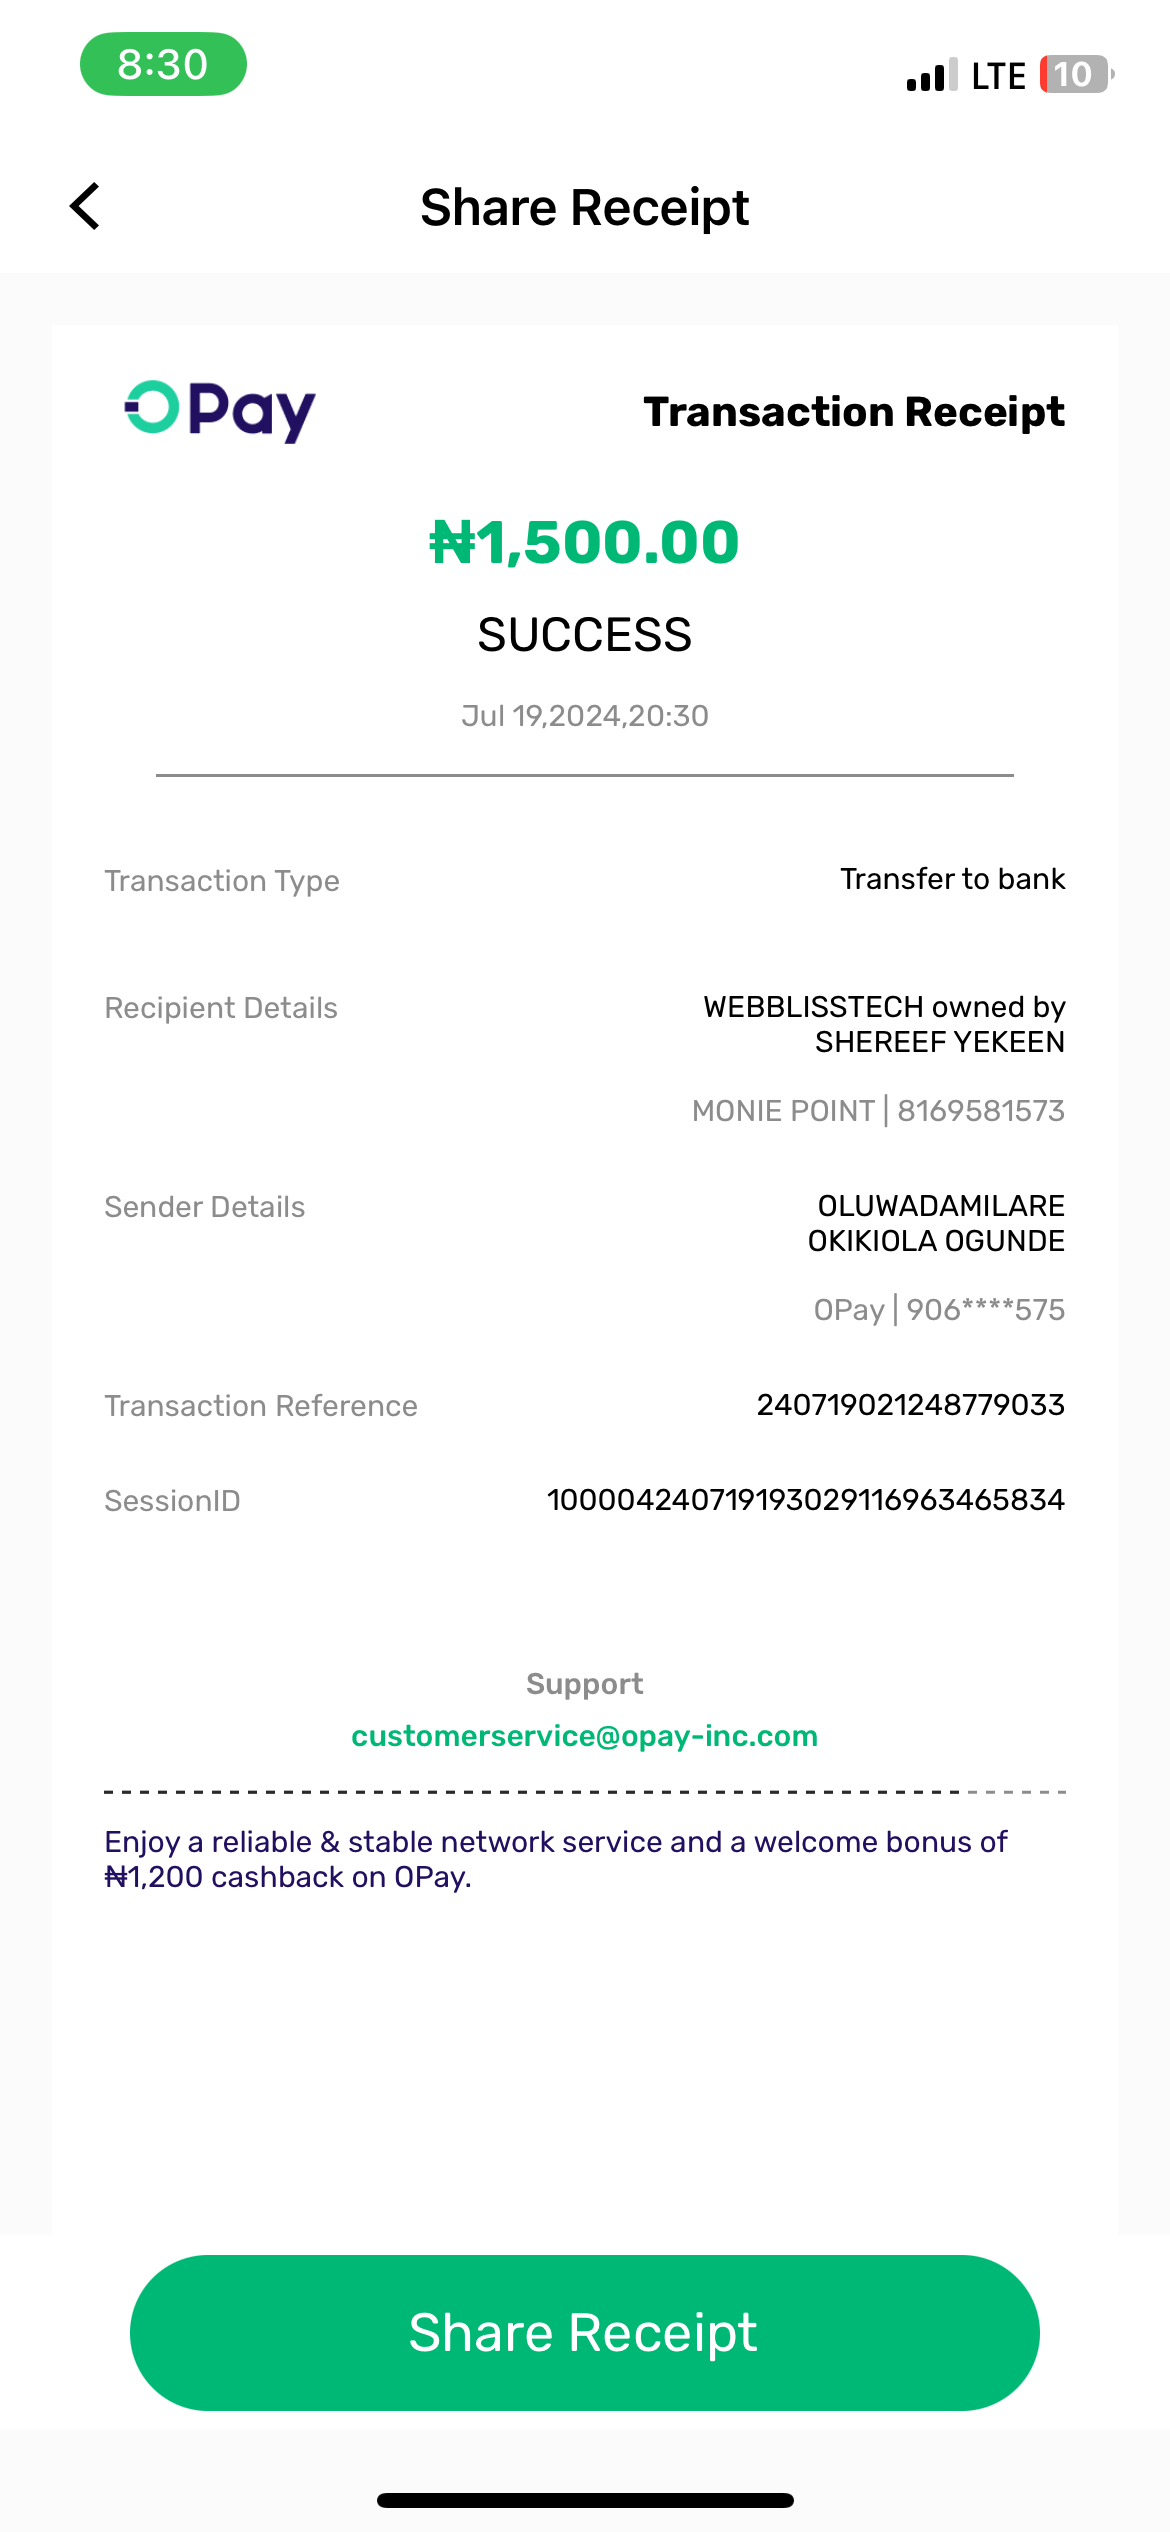 8:30
LTE 10
Share Receipt
OPay
Transaction Receipt
₦1,500.00
SUCCESS
Jul 19,2024,20:30
Transaction Type
Transfer to bank
Recipient Details
WEBBLISSTECH owned by
SHEREEF YEKEEN
MONIE POINT | 8169581573
Sender Details
OLUWADAMILARE
OKIKIOLA OGUNDE
OPay | 906****575
Transaction Reference
240719021248779033
SessionID
100004240719193029116963465834
Support
customerservice@opay-inc.com
Enjoy a reliable & stable network service and a welcome bonus of
₦1,200 cashback on OPay.
Share Receipt